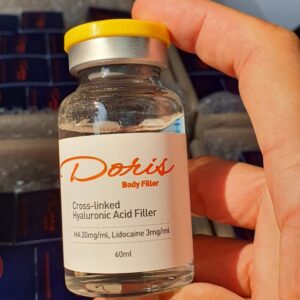 Doris
Body Filler
Cross-linked
Hyaluronic Acid Filler
HA 20mg/ml, Lidocaine 3mg/ml
60ml